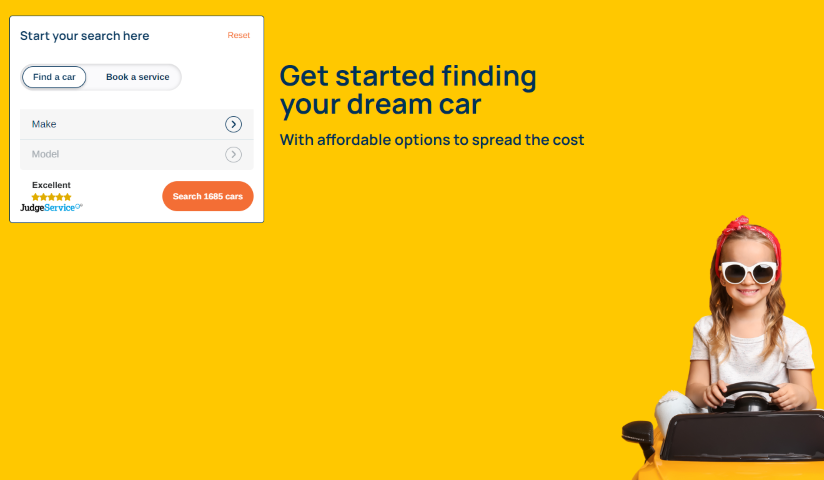 Start your search here
Reset
Find a car
Book a service
Make
Model
Excellent
JudgeService
Search 1685 cars
Get started finding
your dream car
With affordable options to spread the cost